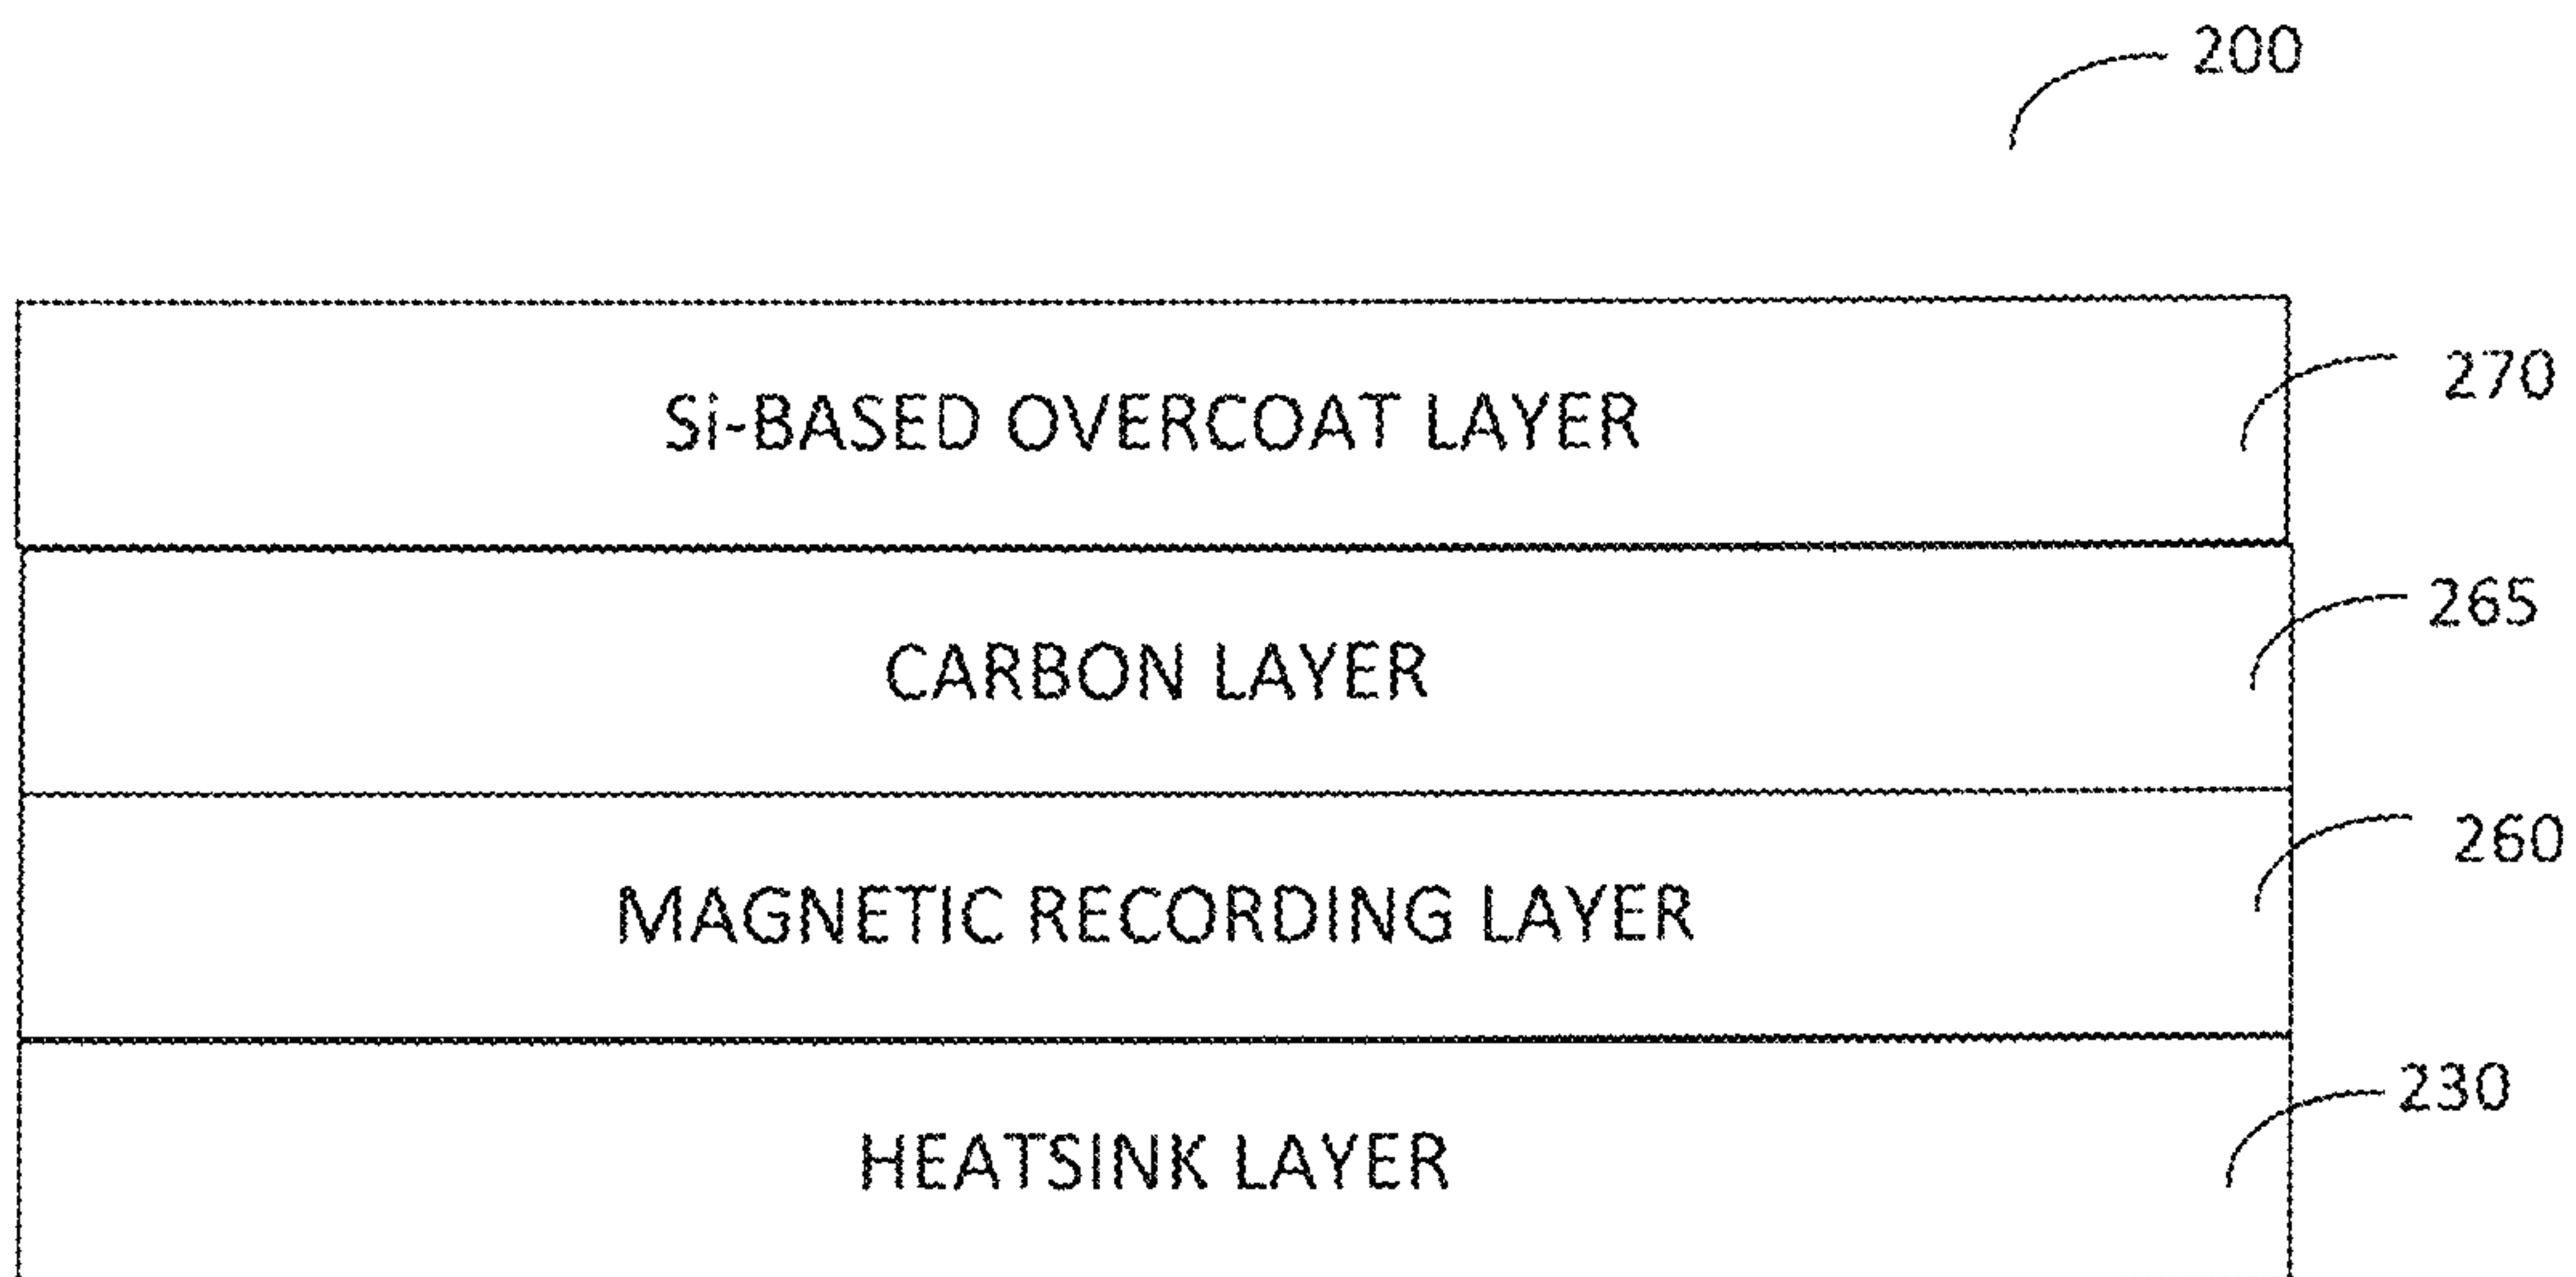 200
Si-BASED OVERCOAT LAYER 270
CARBON LAYER 265
MAGNETIC RECORDING LAYER 260
HEATSINK LAYER 230